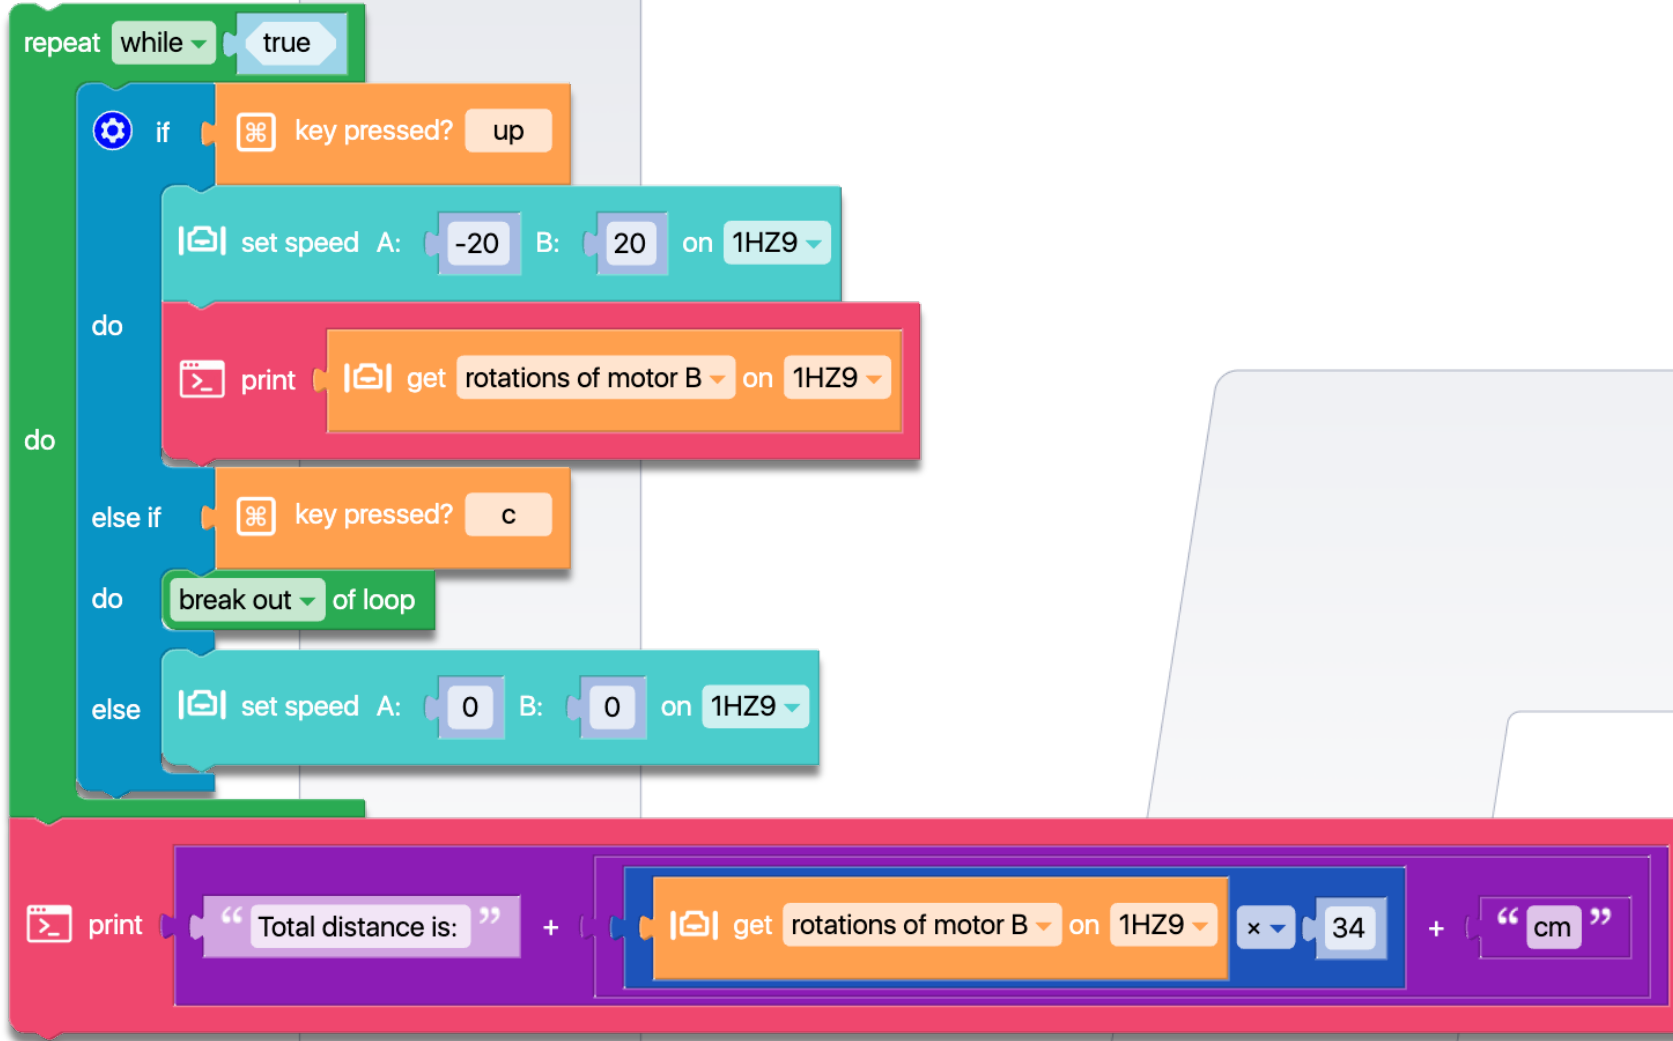 repeat while true
if key pressed? up
set speed A: -20 B: 20 on 1HZ9
do
print get rotations of motor B on 1HZ9
do
else if key pressed? c
do break out of loop
else set speed A: 0 B: 0 on 1HZ9
print “ Total distance is: ” + get rotations of motor B on 1HZ9 × 34 + “ cm ”